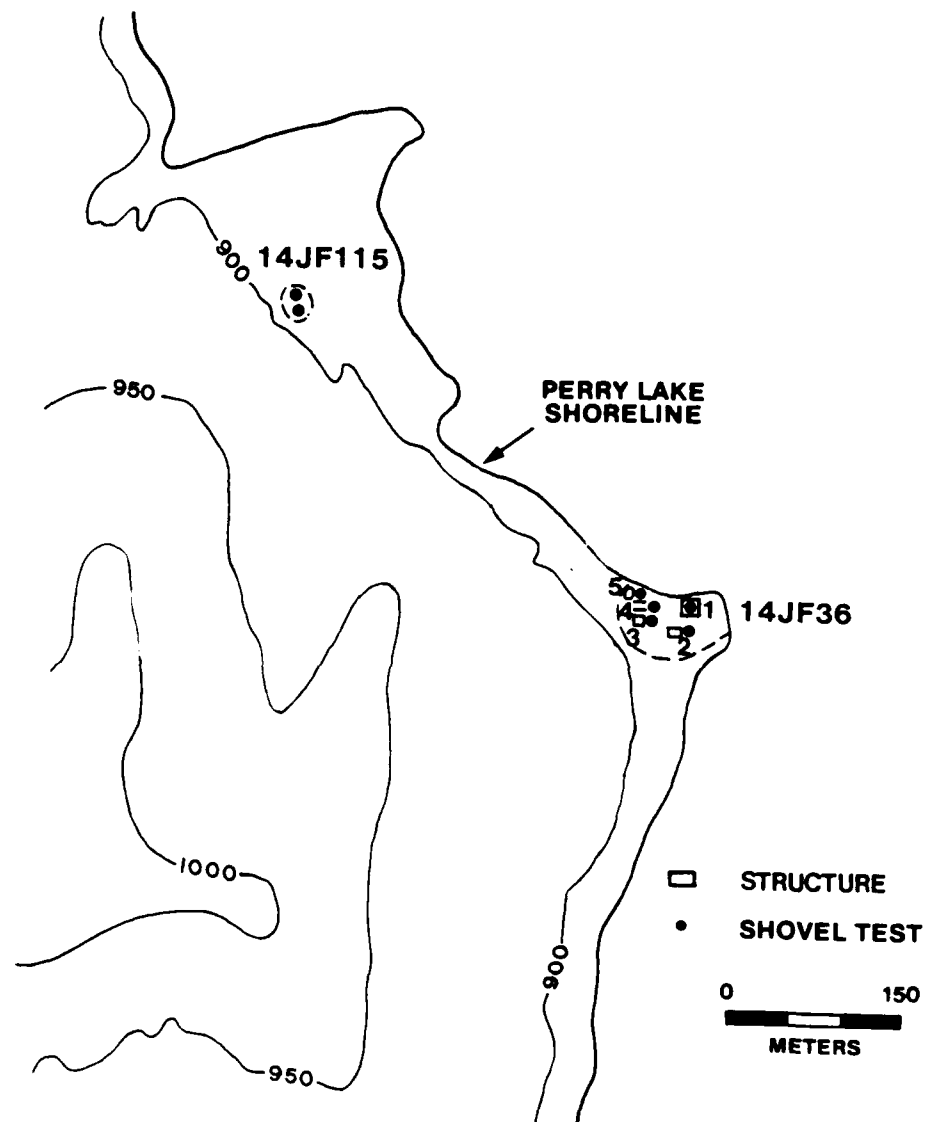 900
14JF115
950
PERRY LAKE
SHORELINE
5
4
1
14JF36
3
2
1000
STRUCTURE
SHOVEL TEST
900
0 150
METERS
950